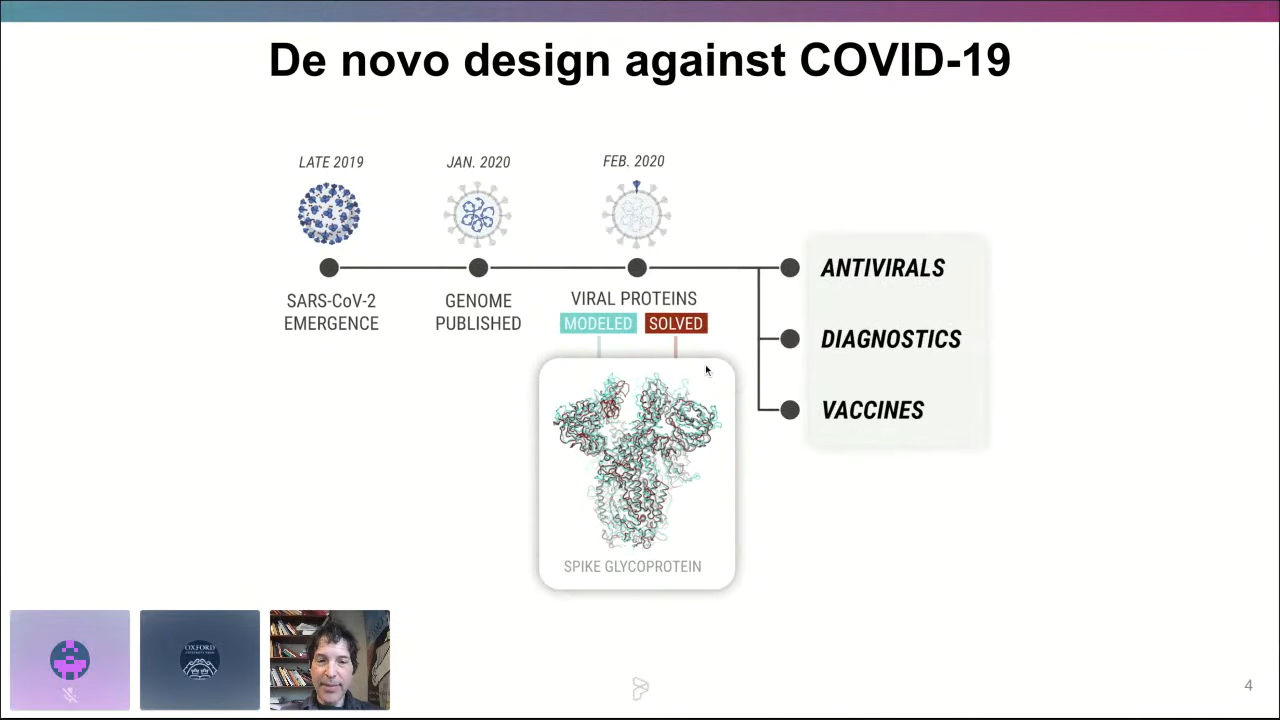 De novo design against COVID-19
LATE 2019
JAN. 2020
FEB. 2020
SARS-CoV-2
EMERGENCE
GENOME
PUBLISHED
VIRAL PROTEINS
MODELED
SOLVED
SPIKE GLYCOPROTEIN
ANTIVIRALS
DIAGNOSTICS
VACCINES
OXFORD
4